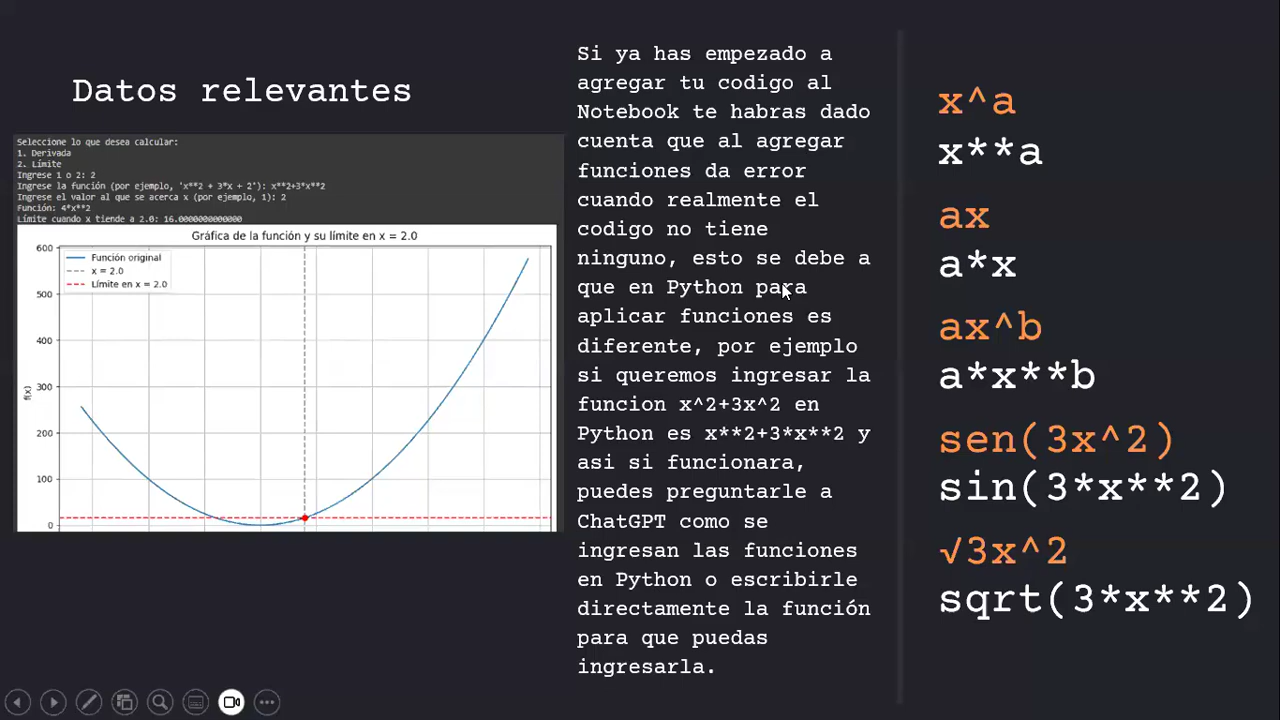 Datos relevantes
Seleccione lo que desea calcular:
1. Derivada
2. Límite
Ingrese 1 o 2: 2
Ingrese la función (por ejemplo, 'x**2 + 3*x + 2'): x**2+3*x**2
Ingrese el valor al que se acerca x (por ejemplo, 1): 2
Función: 4*x**2
Límite cuando x tiende a 2.0: 16.0000000000000
Gráfica de la función y su límite en x = 2.0
Función original
x = 2.0
Límite en x = 2.0
600
500
400
300
200
100
0
f(x)
Si ya has empezado a
agregar tu codigo al
Notebook te habras dado
cuenta que al agregar
funciones da error
cuando realmente el
codigo no tiene
ninguno, esto se debe a
que en Python para
aplicar funciones es
diferente, por ejemplo
si queremos ingresar la
funcion x^2+3x^2 en
Python es x**2+3*x**2 y
asi si funcionara,
puedes preguntarle a
ChatGPT como se
ingresan las funciones
en Python o escribirle
directamente la función
para que puedas
ingresarla.
x^a
x**a
ax
a*x
ax^b
a*x**b
sen(3x^2)
sin(3*x**2)
√3x^2
sqrt(3*x**2)